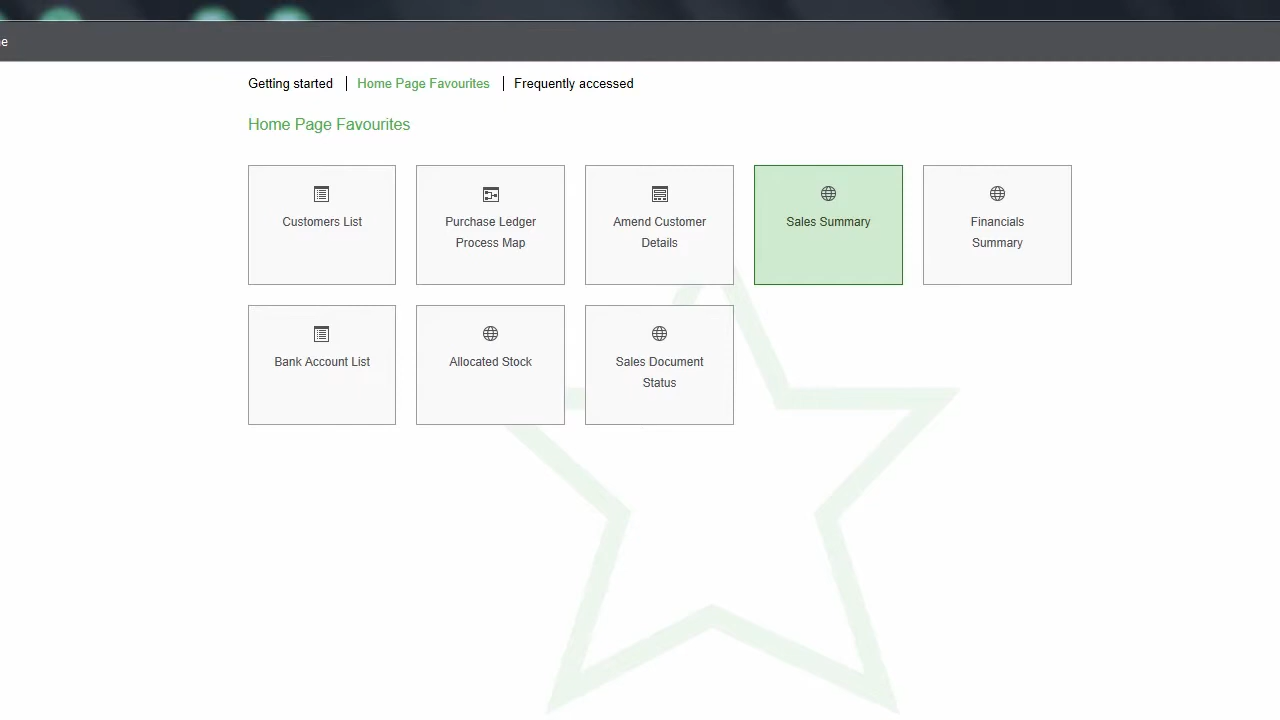 Getting started
Home Page Favourites
Frequently accessed
Home Page Favourites
Customers List
Purchase Ledger
Process Map
Amend Customer
Details
Sales Summary
Financials
Summary
Bank Account List
Allocated Stock
Sales Document
Status